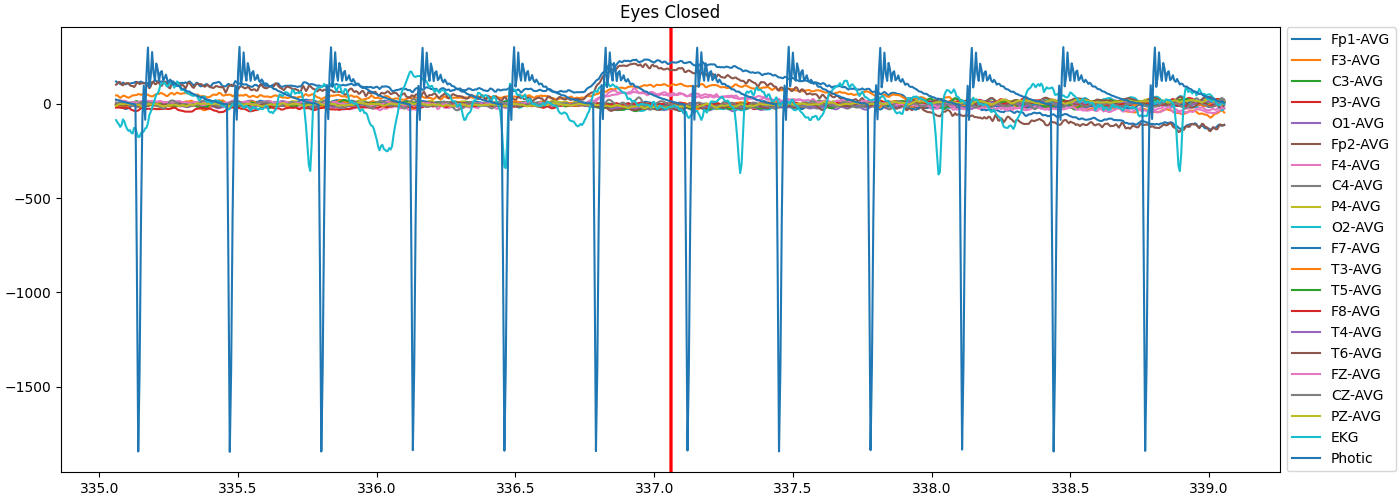 Eyes Closed
0
−500
−1000
−1500
335.0 335.5 336.0 336.5 337.0 337.5 338.0 338.5 339.0
Fp1-AVG
F3-AVG
C3-AVG
P3-AVG
O1-AVG
Fp2-AVG
F4-AVG
C4-AVG
P4-AVG
O2-AVG
F7-AVG
T3-AVG
T5-AVG
F8-AVG
T4-AVG
T6-AVG
FZ-AVG
CZ-AVG
PZ-AVG
EKG
Photic